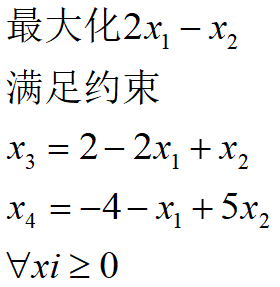 最大化2x₁ − x₂
满足约束
x₃ = 2 − 2x₁ + x₂
x₄ = −4 − x₁ + 5x₂
∀xi ≥ 0